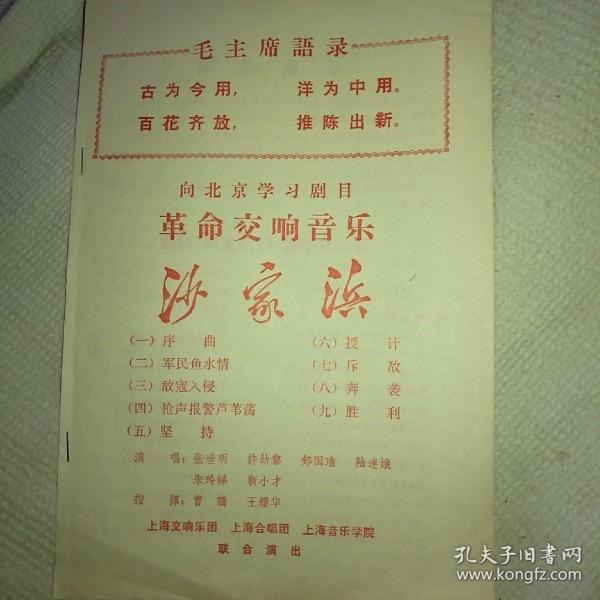 毛主席語录
古为今用, 洋为中用。
百花齐放, 推陈出新。
向北京学习剧目
革命交响音乐
沙家浜
(一)序曲 (六)授计
(二)军民鱼水情 (七)斥敌
(三)敌寇入侵 (八)奔袭
(四)枪声报警芦苇荡 (九)胜利
(五)坚持
演唱：张世明 許幼黎 郏国瑜 陆連娥
朱玲娣 靳小才
指揮：曹鵬 王耀华
上海交响乐团 上海合唱团 上海音乐学院
联合演出
孔夫子旧书网
www.kongfz.com